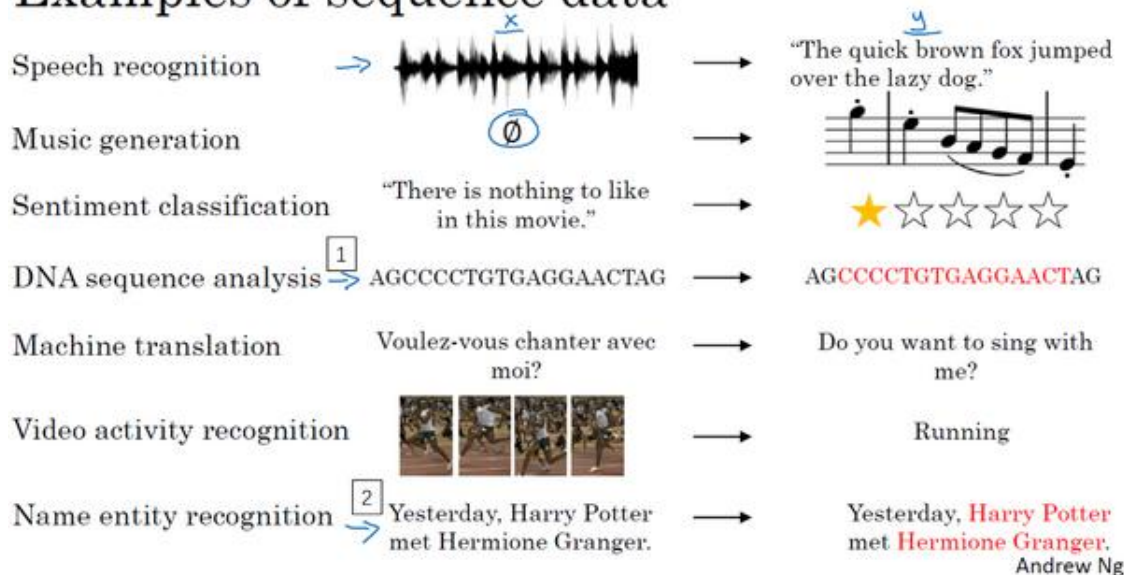 Examples of sequence data
x
y
Speech recognition
“The quick brown fox jumped
over the lazy dog.”
Music generation
Ø
Sentiment classification
“There is nothing to like
in this movie.”
1
DNA sequence analysis
AGCCCCTGTGAGGAACTAG
AGCCCCTGTGAGGAACTAG
Machine translation
Voulez-vous chanter avec
moi?
Do you want to sing with
me?
Video activity recognition
Running
2
Name entity recognition
Yesterday, Harry Potter
met Hermione Granger.
Yesterday, Harry Potter
met Hermione Granger.
Andrew Ng